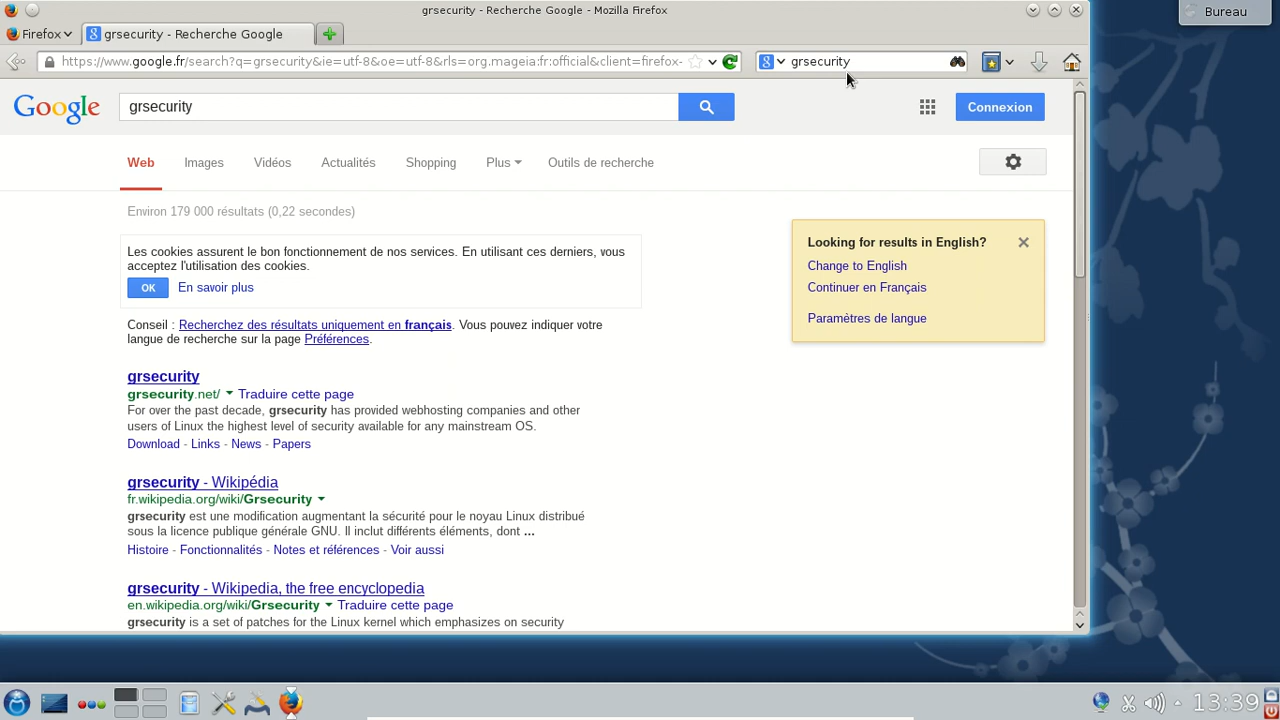 grsecurity - Recherche Google - Mozilla Firefox
Bureau
Firefox
grsecurity - Recherche Google
https://www.google.fr/search?q=grsecurity&ie=utf-8&oe=utf-8&rls=org.mageia:fr:official&client=firefox-
grsecurity
Google
grsecurity
Connexion
Web Images Vidéos Actualités Shopping Plus Outils de recherche
Environ 179 000 résultats (0,22 secondes)
Les cookies assurent le bon fonctionnement de nos services. En utilisant ces derniers, vous
acceptez l'utilisation des cookies.
OK En savoir plus
Looking for results in English?
Change to English
Continuer en Français
Paramètres de langue
Conseil : Recherchez des résultats uniquement en français. Vous pouvez indiquer votre
langue de recherche sur la page Préférences.
grsecurity
grsecurity.net/ Traduire cette page
For over the past decade, grsecurity has provided webhosting companies and other
users of Linux the highest level of security available for any mainstream OS.
Download - Links - News - Papers
grsecurity - Wikipédia
fr.wikipedia.org/wiki/Grsecurity
grsecurity est une modification augmentant la sécurité pour le noyau Linux distribué
sous la licence publique générale GNU. Il inclut différents éléments, dont ...
Histoire - Fonctionnalités - Notes et références - Voir aussi
grsecurity - Wikipedia, the free encyclopedia
en.wikipedia.org/wiki/Grsecurity Traduire cette page
grsecurity is a set of patches for the Linux kernel which emphasizes on security
13:39